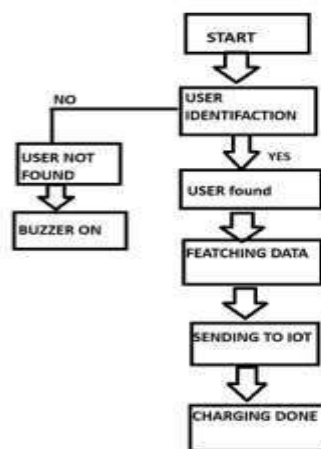 START
NO
USER
IDENTIFACTION
USER NOT
FOUND
YES
USER found
BUZZER ON
FEATCHING DATA
SENDING TO IOT
CHARGING DONE